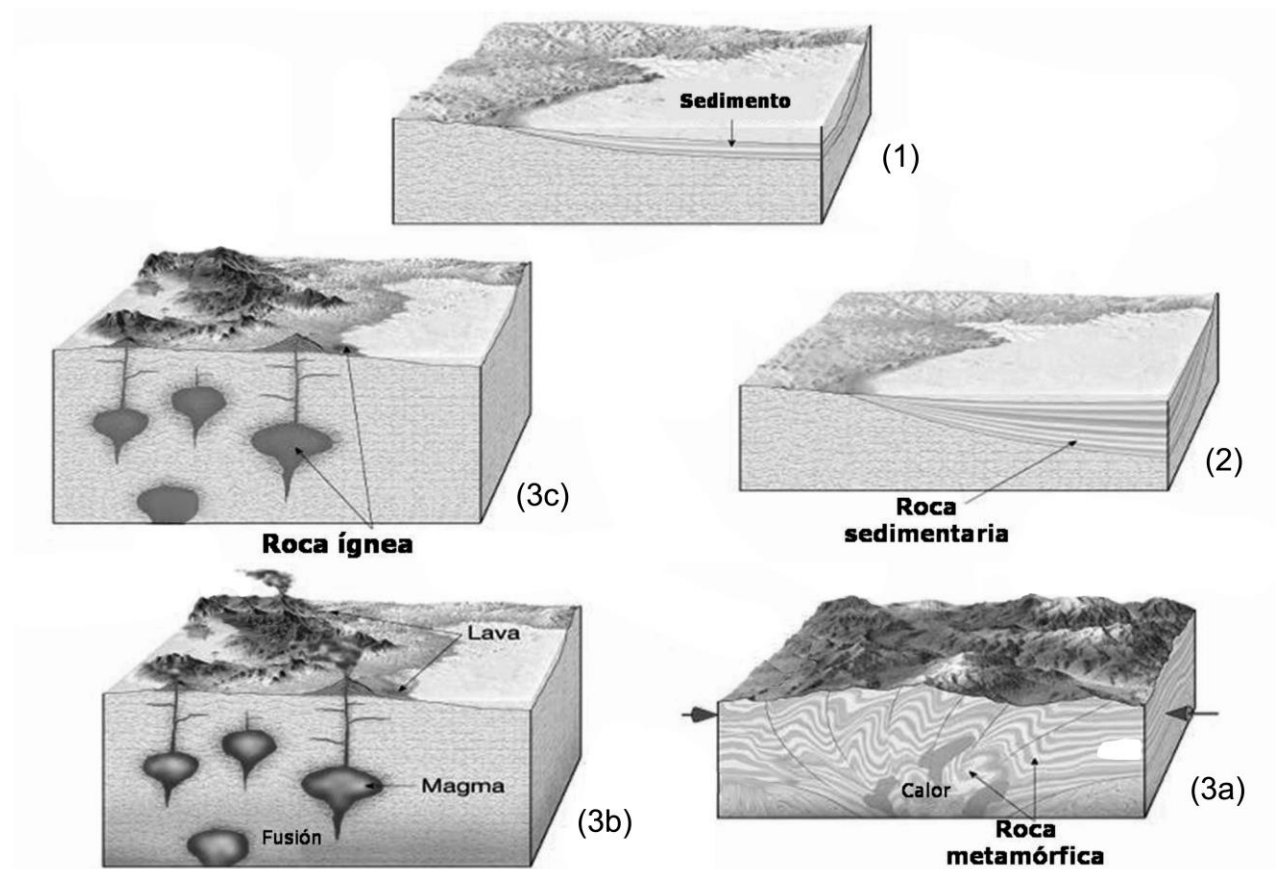 Sedimento
(1)
(3c)
Roca ígnea
(2)
Roca
sedimentaria
Lava
Magma
Fusión
(3b)
Calor
(3a)
Roca
metamórfica